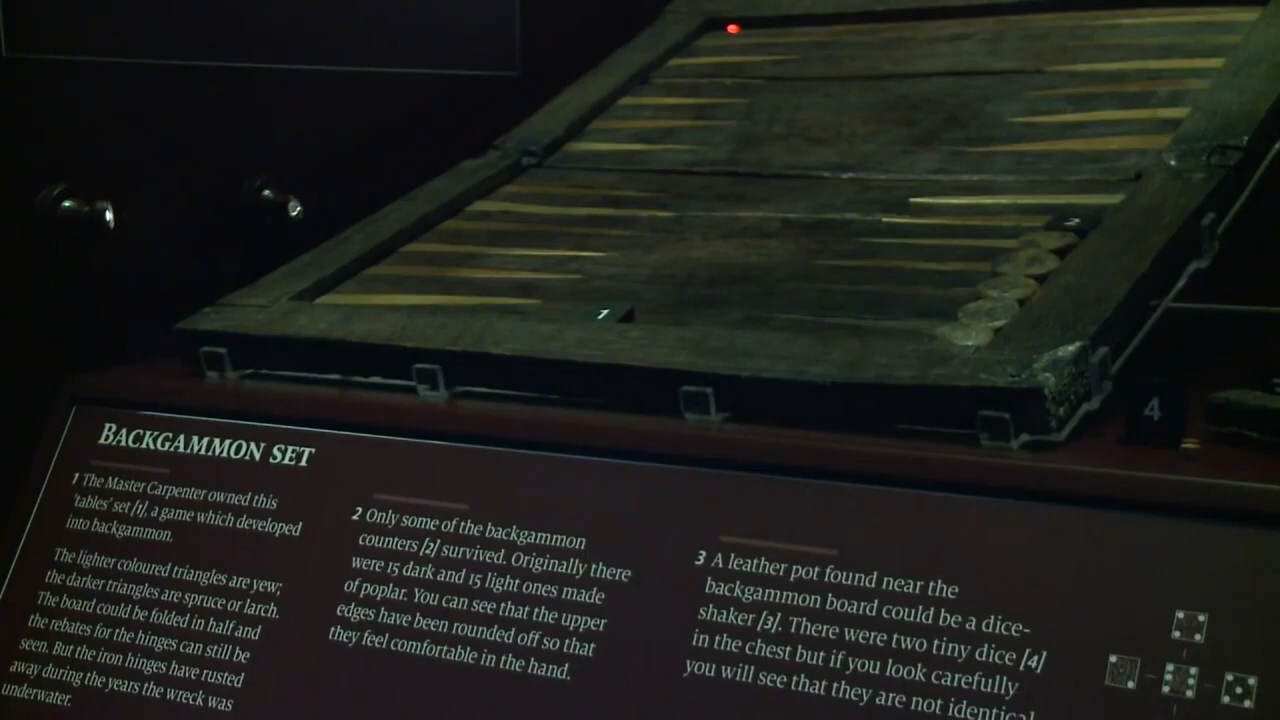 1
2
4
BACKGAMMON SET
1 The Master Carpenter owned this
'tables' set [1], a game which developed
into backgammon.
The lighter coloured triangles are yew;
the darker triangles are spruce or larch.
The board could be folded in half and
the rebates for the hinges can still be
seen. But the iron hinges have rusted
away during the years the wreck was
underwater.
2 Only some of the backgammon
counters [2] survived. Originally there
were 15 dark and 15 light ones made
of poplar. You can see that the upper
edges have been rounded off so that
they feel comfortable in the hand.
3 A leather pot found near the
backgammon board could be a dice-
shaker [3]. There were two tiny dice [4]
in the chest but if you look carefully
you will see that they are not identical